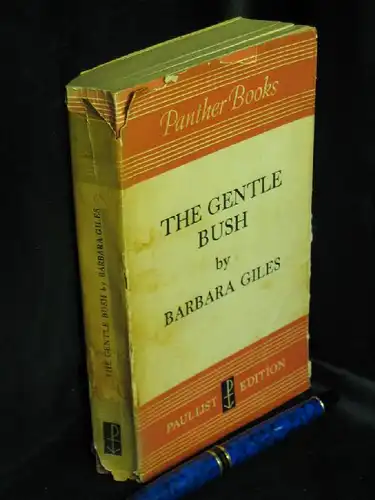 Panther Books
THE GENTLE
BUSH
by
BARBARA GILES
PAUL LIST EDITION
THE GENTLE BUSH by BARBARA GILES